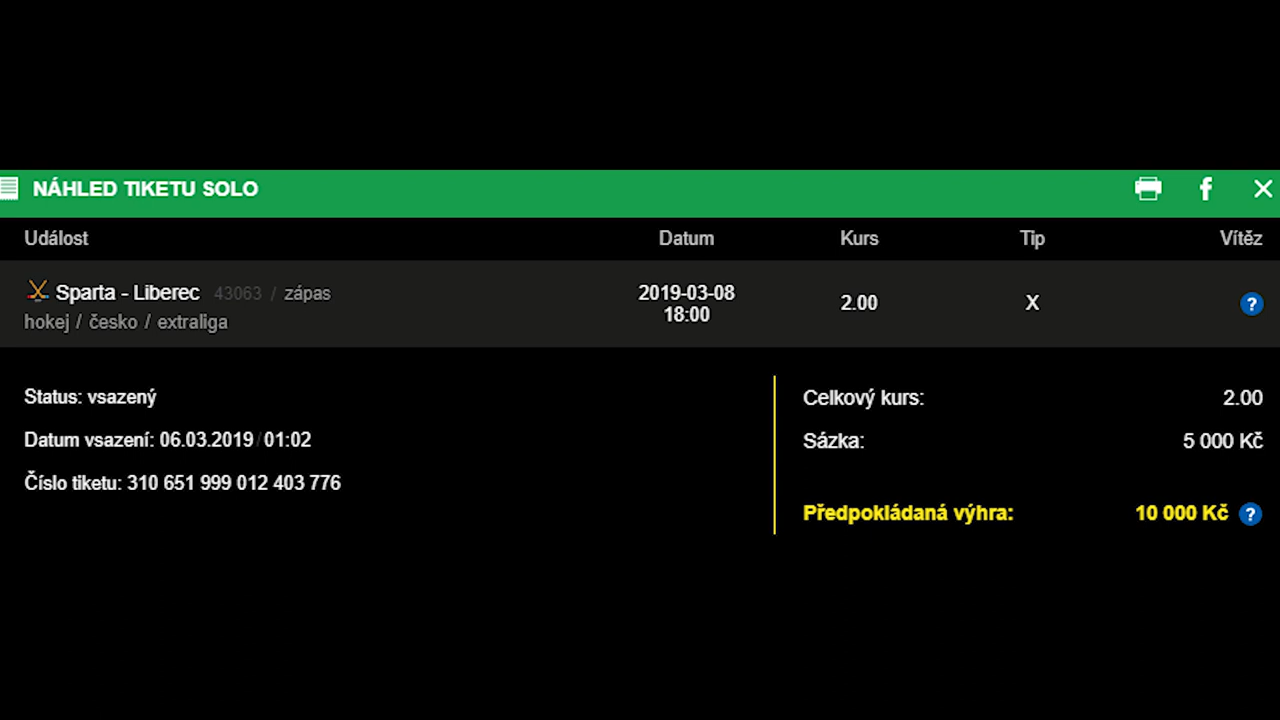 NÁHLED TIKETU SOLO
Událost Datum Kurs Tip Vítěz
Sparta - Liberec 43063 / zápas 2019-03-08 2.00 X ?
hokej / česko / extraliga 18:00
Status: vsazený
Datum vsazení: 06.03.2019 / 01:02
Číslo tiketu: 310 651 999 012 403 776
Celkový kurs: 2.00
Sázka: 5 000 Kč
Předpokládaná výhra: 10 000 Kč ?